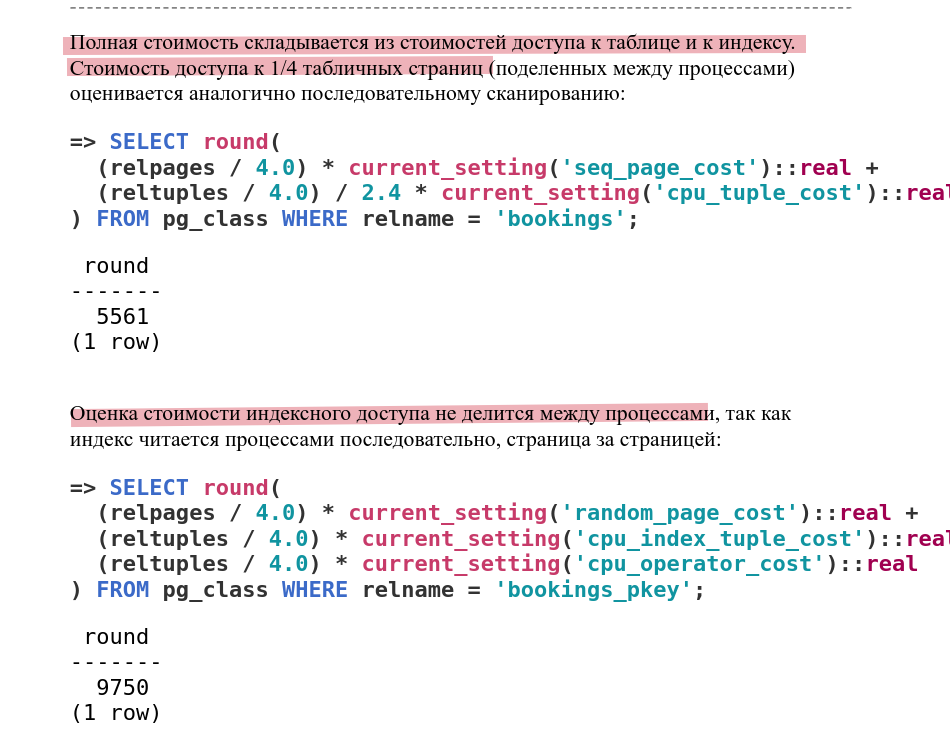 Полная стоимость складывается из стоимостей доступа к таблице и к индексу.
Стоимость доступа к 1/4 табличных страниц (поделенных между процессами)
оценивается аналогично последовательному сканированию:
=> SELECT round(
  (relpages / 4.0) * current_setting('seq_page_cost')::real +
  (reltuples / 4.0) / 2.4 * current_setting('cpu_tuple_cost')::real
) FROM pg_class WHERE relname = 'bookings';
 round
-------
  5561
(1 row)
Оценка стоимости индексного доступа не делится между процессами, так как
индекс читается процессами последовательно, страница за страницей:
=> SELECT round(
  (relpages / 4.0) * current_setting('random_page_cost')::real +
  (reltuples / 4.0) * current_setting('cpu_index_tuple_cost')::real
  (reltuples / 4.0) * current_setting('cpu_operator_cost')::real
) FROM pg_class WHERE relname = 'bookings_pkey';
 round
-------
  9750
(1 row)